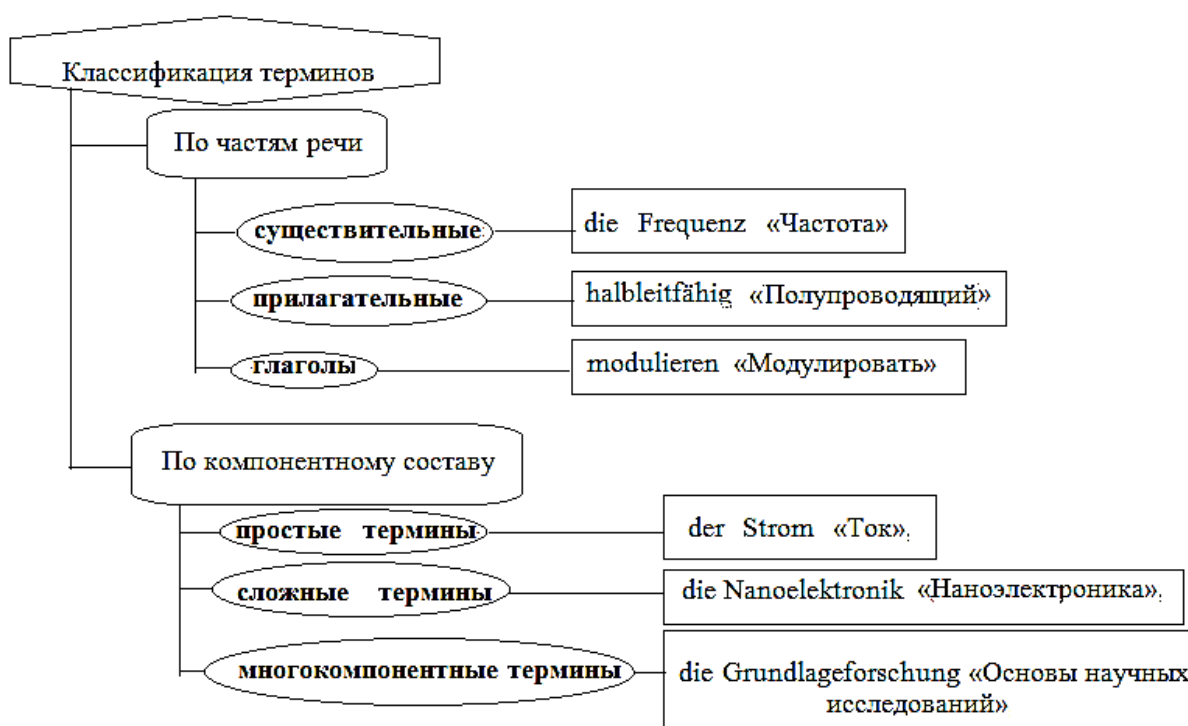 Классификация терминов
По частям речи
существительные
die Frequenz «Частота»
прилагательные
halbleitfähig «Полупроводящий»
глаголы
modulieren «Модулировать»
По компонентному составу
простые термины
der Strom «Ток»,
сложные термины
die Nanoelektronik «Наноэлектроника»,
многокомпонентные термины
die Grundlageforschung «Основы научных
исследований»